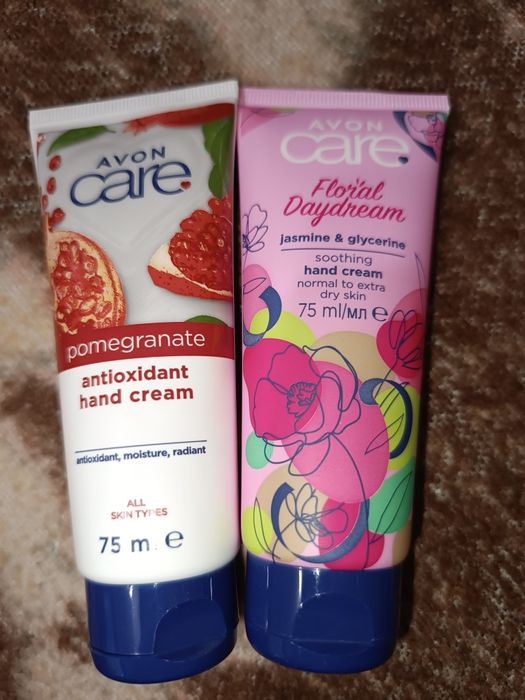 AVON
care
pomegranate
antioxidant
hand cream
antioxidant, moisture, radiant
ALL
SKIN TYPES
75 m. e
AVON
care
Floral
Daydream
jasmine & glycerine
soothing
hand cream
normal to extra
dry skin
75 ml/мл e